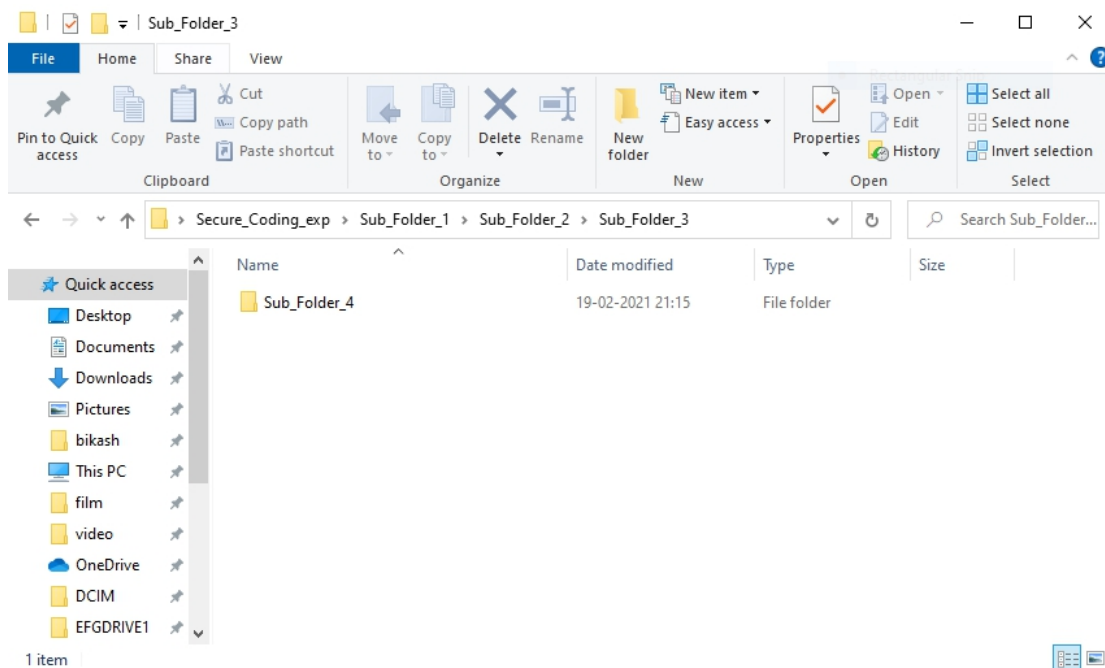 Sub_Folder_3
File Home Share View
Pin to Quick access
Copy
Paste
Cut
Copy path
Paste shortcut
Clipboard
Move to
Copy to
Delete
Rename
Organize
New folder
New item
Easy access
New
Properties
Open
Edit
History
Open
Select all
Select none
Invert selection
Select
Secure_Coding_exp > Sub_Folder_1 > Sub_Folder_2 > Sub_Folder_3
Search Sub_Folder...
Name Date modified Type Size
Sub_Folder_4 19-02-2021 21:15 File folder
Quick access
Desktop
Documents
Downloads
Pictures
bikash
This PC
film
video
OneDrive
DCIM
EFGDRIVE1
1 item